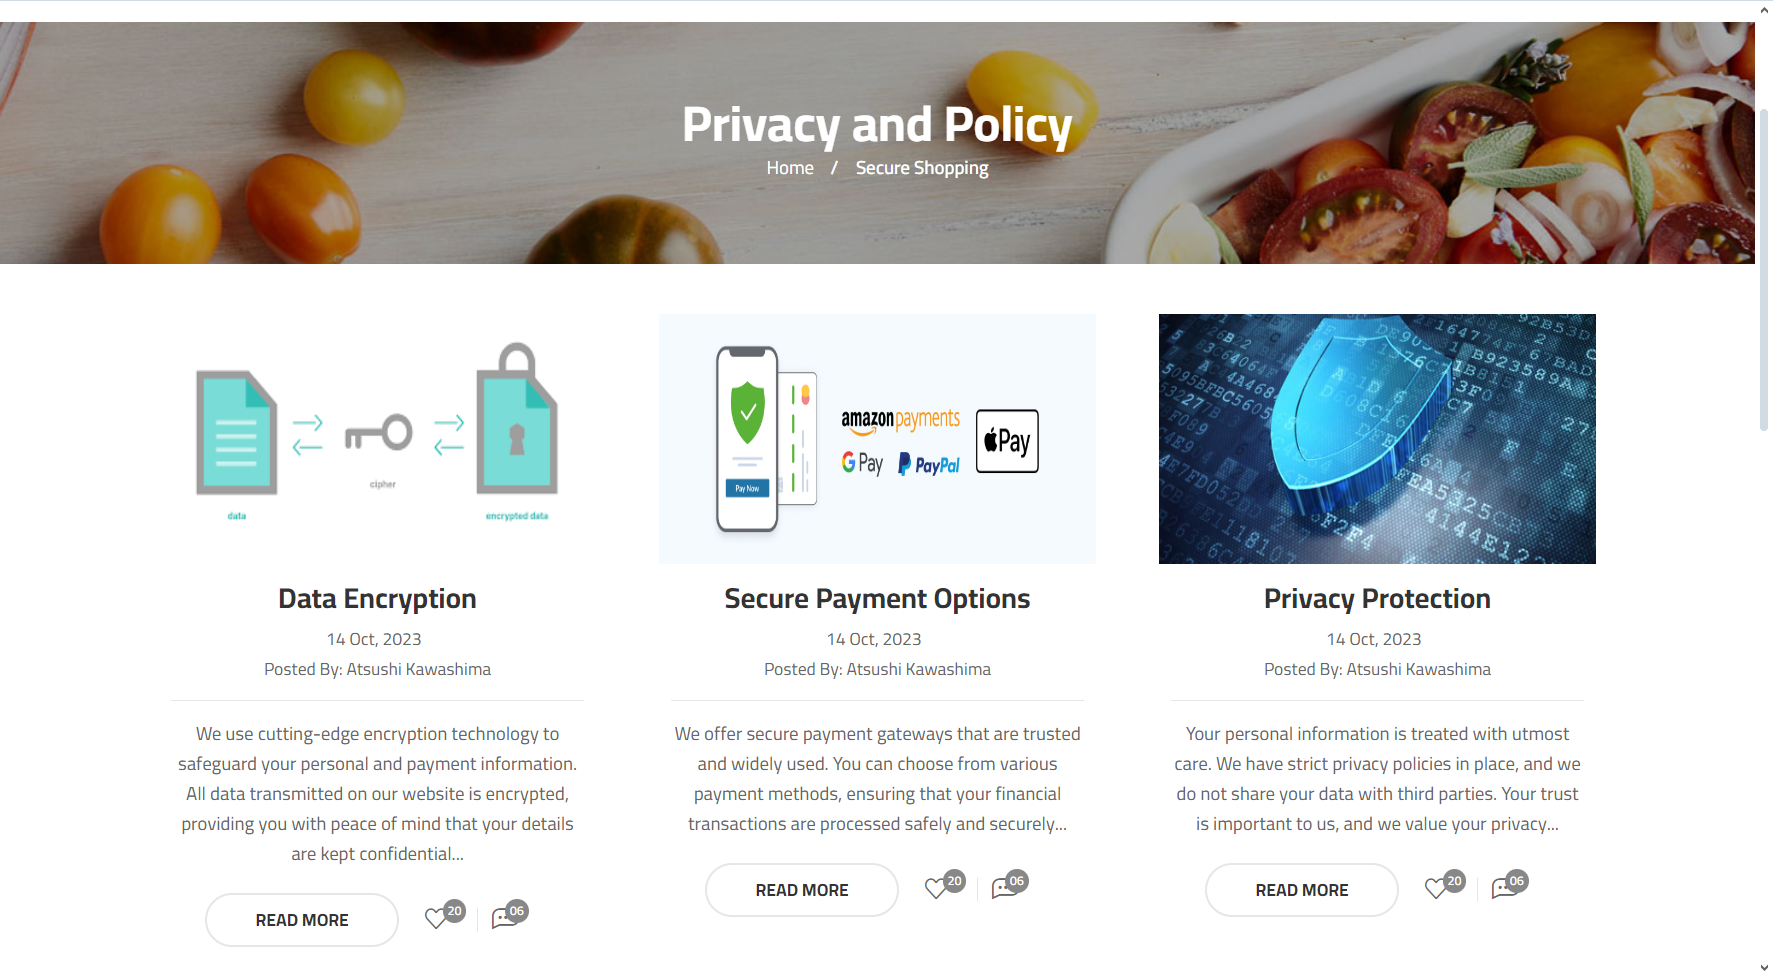 Privacy and Policy
Home / Secure Shopping
data
cipher
encrypted data
Pay Now
amazon payments
G Pay
PayPal
Pay
Data Encryption
14 Oct, 2023
Posted By: Atsushi Kawashima
We use cutting-edge encryption technology to
safeguard your personal and payment information.
All data transmitted on our website is encrypted,
providing you with peace of mind that your details
are kept confidential...
READ MORE
20
06
Secure Payment Options
14 Oct, 2023
Posted By: Atsushi Kawashima
We offer secure payment gateways that are trusted
and widely used. You can choose from various
payment methods, ensuring that your financial
transactions are processed safely and securely...
READ MORE
20
06
Privacy Protection
14 Oct, 2023
Posted By: Atsushi Kawashima
Your personal information is treated with utmost
care. We have strict privacy policies in place, and we
do not share your data with third parties. Your trust
is important to us, and we value your privacy...
READ MORE
20
06